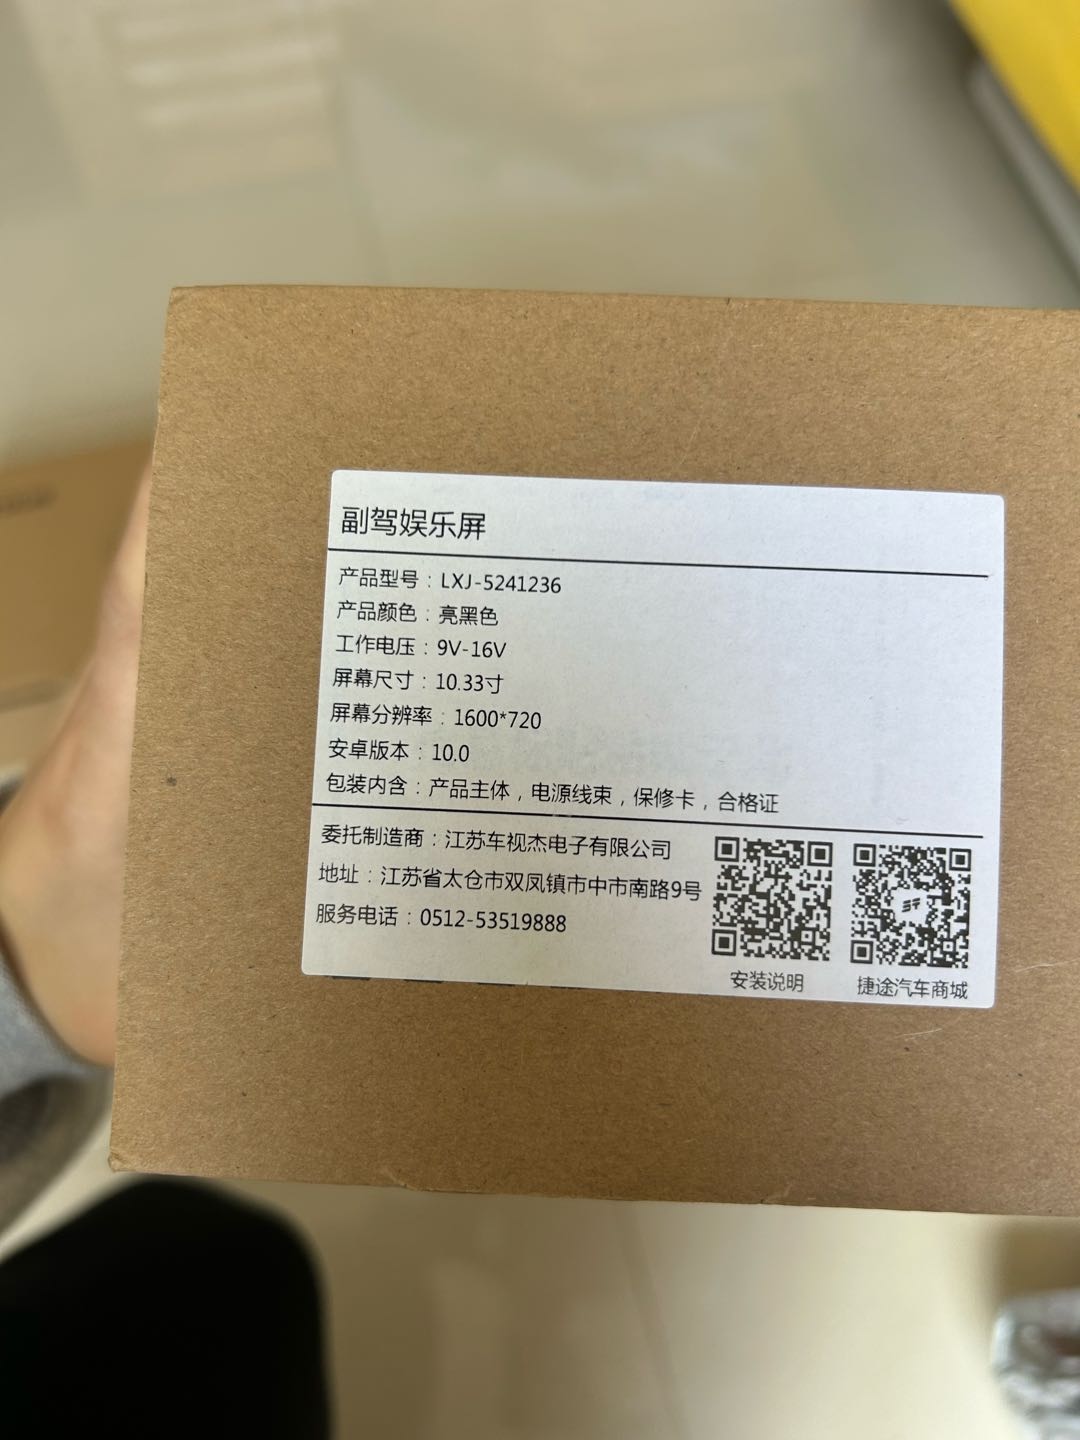 副驾娱乐屏
产品型号：LXJ-5241236
产品颜色：亮黑色
工作电压：9V-16V
屏幕尺寸：10.33寸
屏幕分辨率：1600*720
安卓版本：10.0
包装内含：产品主体，电源线束，保修卡，合格证
委托制造商：江苏车视杰电子有限公司
地址：江苏省太仓市双凤镇市中市南路9号
服务电话：0512-53519888
安装说明
捷途汽车商城